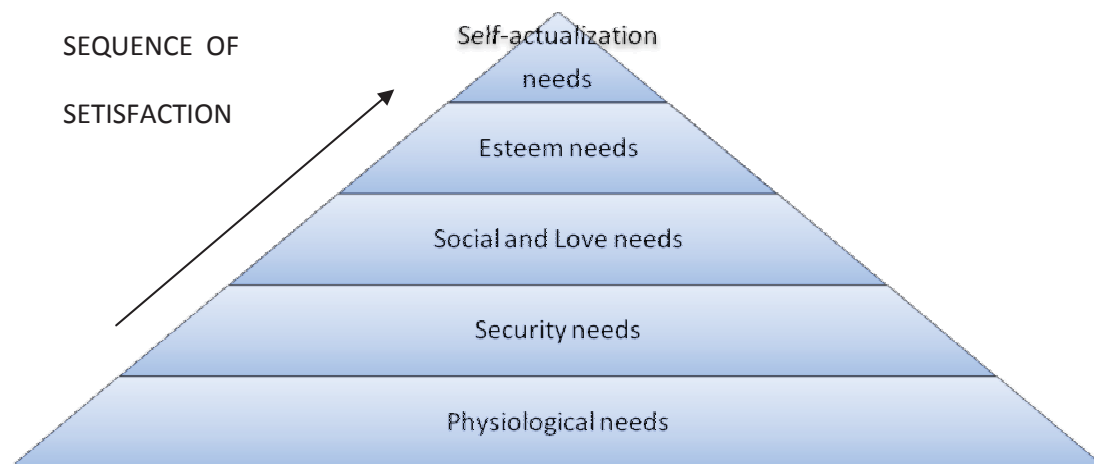 SEQUENCE OF
SETISFACTION
Self-actualization
needs
Esteem needs
Social and Love needs
Security needs
Physiological needs